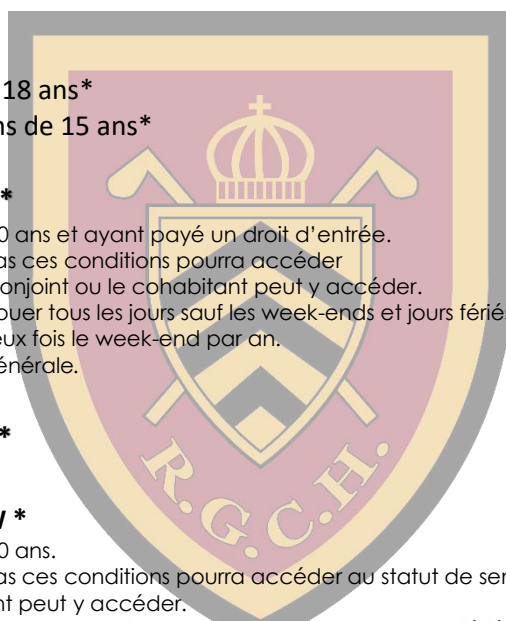 18 ans*
ns de 15 ans*
*
0 ans et ayant payé un droit d’entrée.
as ces conditions pourra accéder
onjoint ou le cohabitant peut y accéder.
ouer tous les jours sauf les week-ends et jours fériés
eux fois le week-end par an.
énérale.
*
R.G.C.H.
*
0 ans.
as ces conditions pourra accéder au statut de ser
nt peut y accéder.